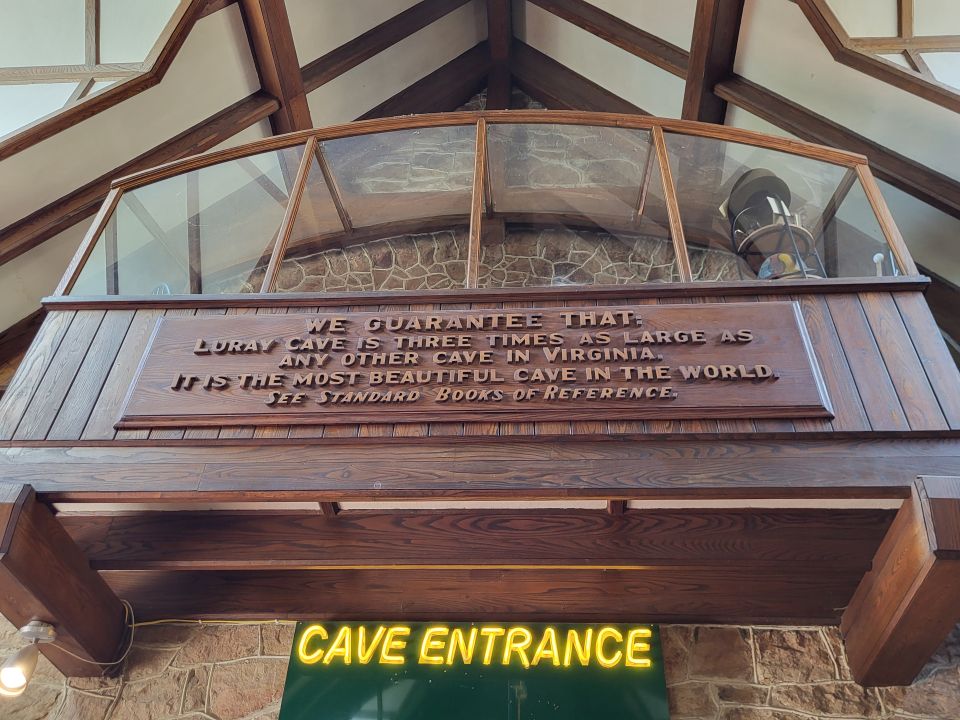 WE GUARANTEE THAT:
LURAY CAVE IS THREE TIMES AS LARGE AS
ANY OTHER CAVE IN VIRGINIA.
IT IS THE MOST BEAUTIFUL CAVE IN THE WORLD.
SEE STANDARD BOOKS OF REFERENCE.
CAVE ENTRANCE